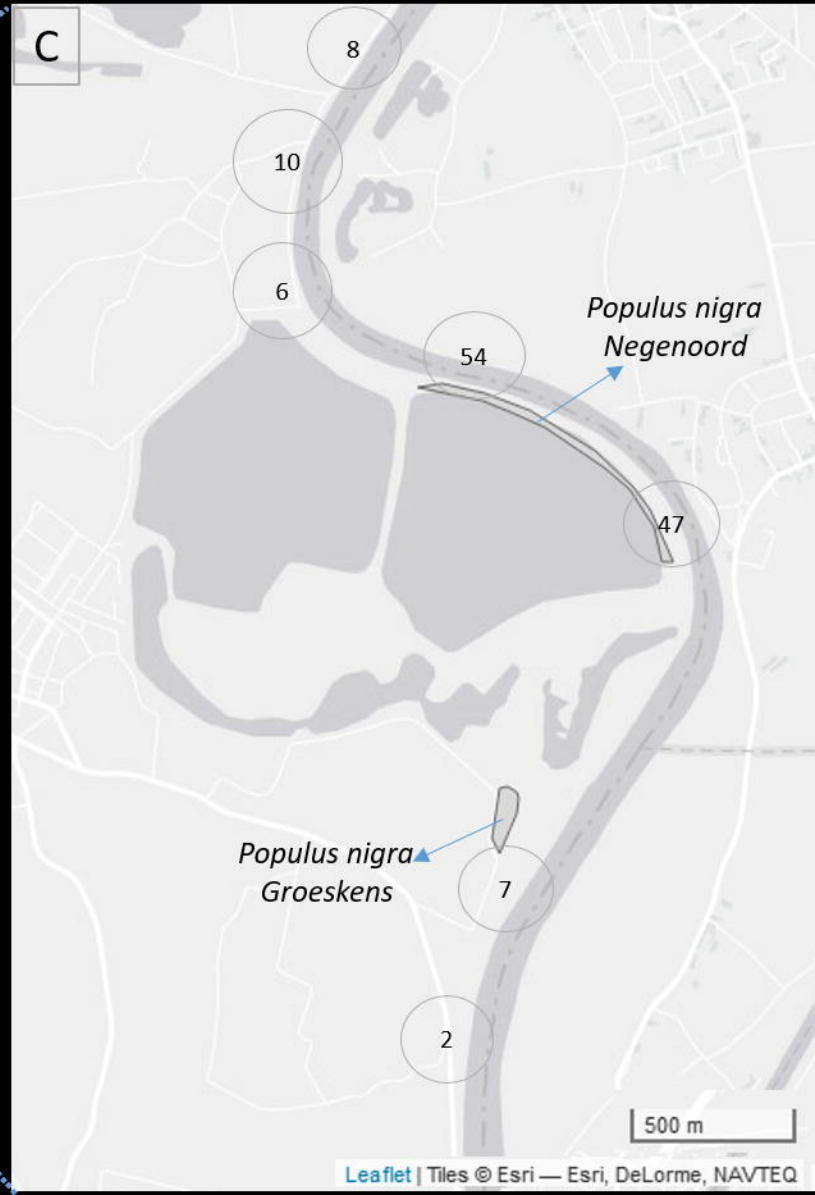 C
8
10
6
Populus nigra
Negenoord
54
47
Populus nigra
Groeskens
7
2
500 m
Leaflet | Tiles © Esri — Esri, DeLorme, NAVTEQ